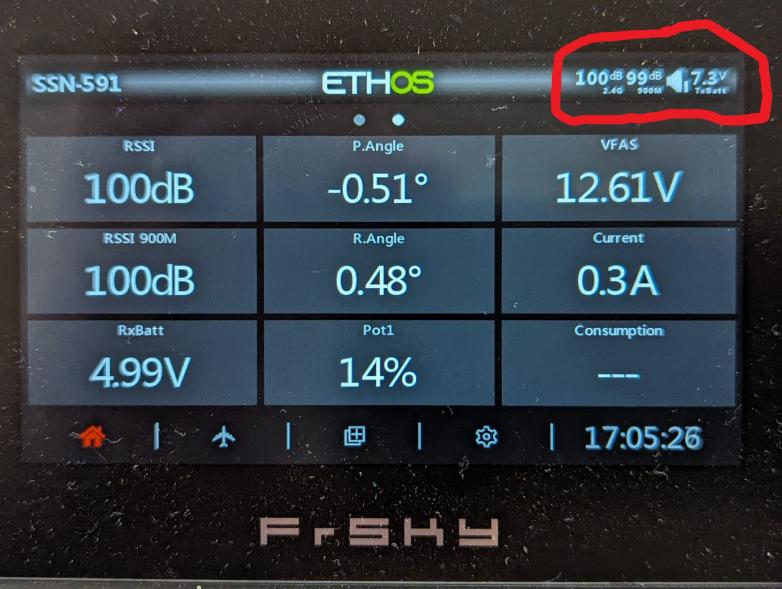 SSN-591 ETHOS 100dB 2.4G 99dB 900M 7.3V TxBatt
RSSI P.Angle VFAS
100dB -0.51° 12.61V
RSSI 900M R.Angle Current
100dB 0.48° 0.3A
RxBatt Pot1 Consumption
4.99V 14% ---
17:05:26
FrSky